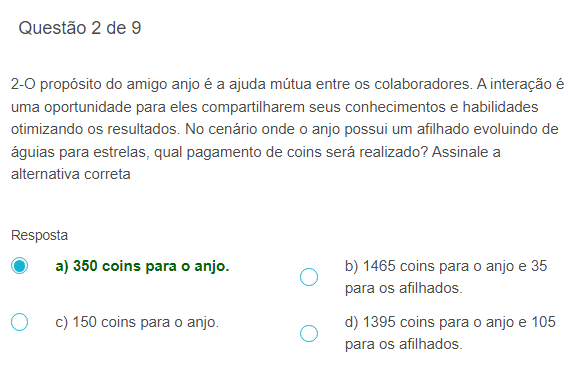 Questão 2 de 9
2-O propósito do amigo anjo é a ajuda mútua entre os colaboradores. A interação é
uma oportunidade para eles compartilharem seus conhecimentos e habilidades
otimizando os resultados. No cenário onde o anjo possui um afilhado evoluindo de
águias para estrelas, qual pagamento de coins será realizado? Assinale a
alternativa correta
Resposta
a) 350 coins para o anjo.
b) 1465 coins para o anjo e 35
para os afilhados.
c) 150 coins para o anjo.
d) 1395 coins para o anjo e 105
para os afilhados.